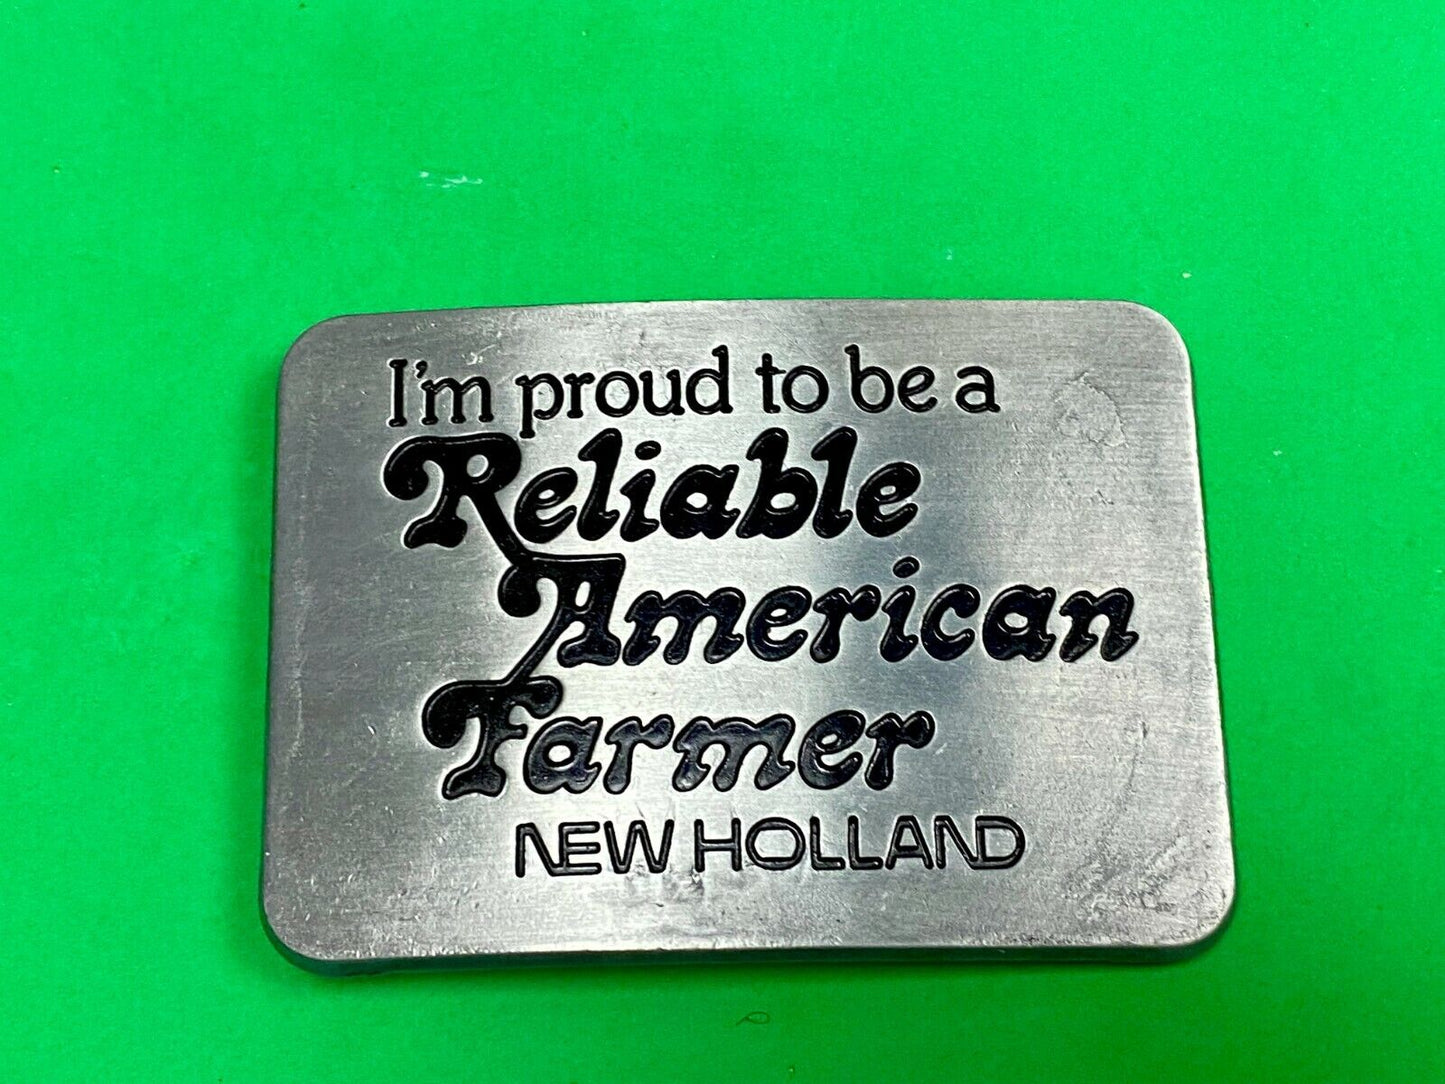 I'm proud to be a
Reliable
American
Farmer
NEW HOLLAND